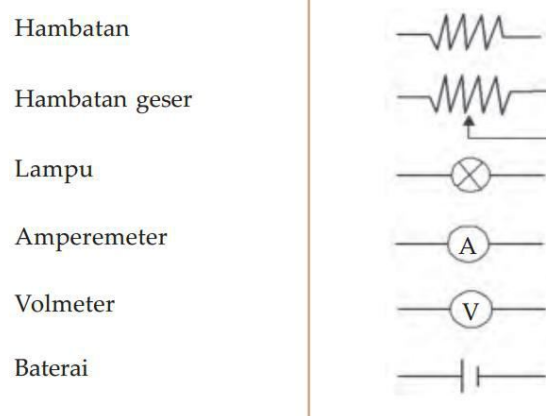 Hambatan
Hambatan geser
Lampu
Amperemeter
A
Volmeter
V
Baterai